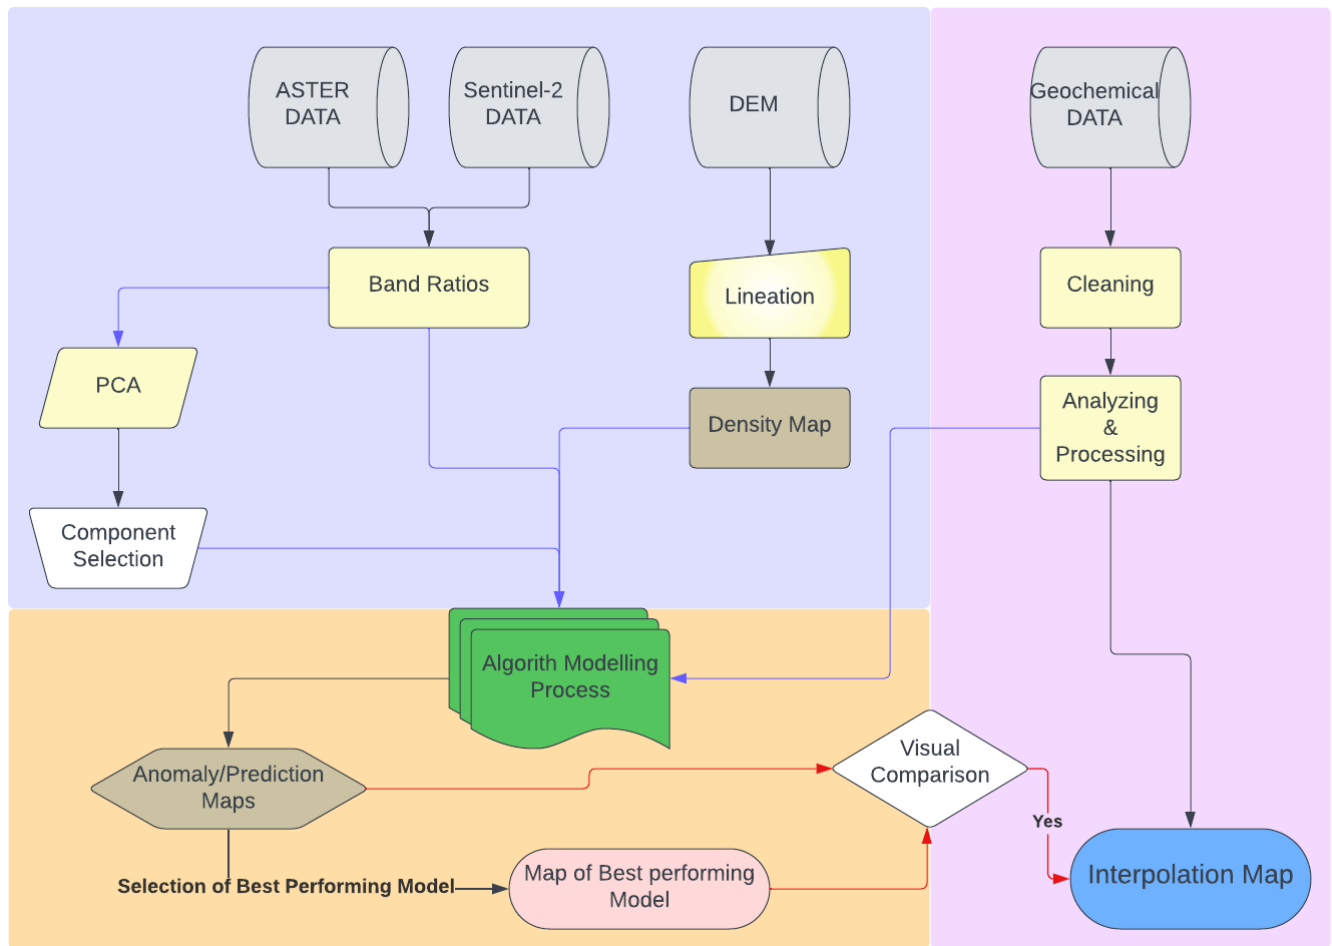 ASTER
DATA
Sentinel-2
DATA
DEM
Geochemical
DATA
Band Ratios
Lineation
Cleaning
PCA
Density Map
Analyzing
&
Processing
Component
Selection
Algorith Modelling
Process
Anomaly/Prediction
Maps
Visual
Comparison
Yes
Selection of Best Performing Model
Map of Best performing
Model
Interpolation Map